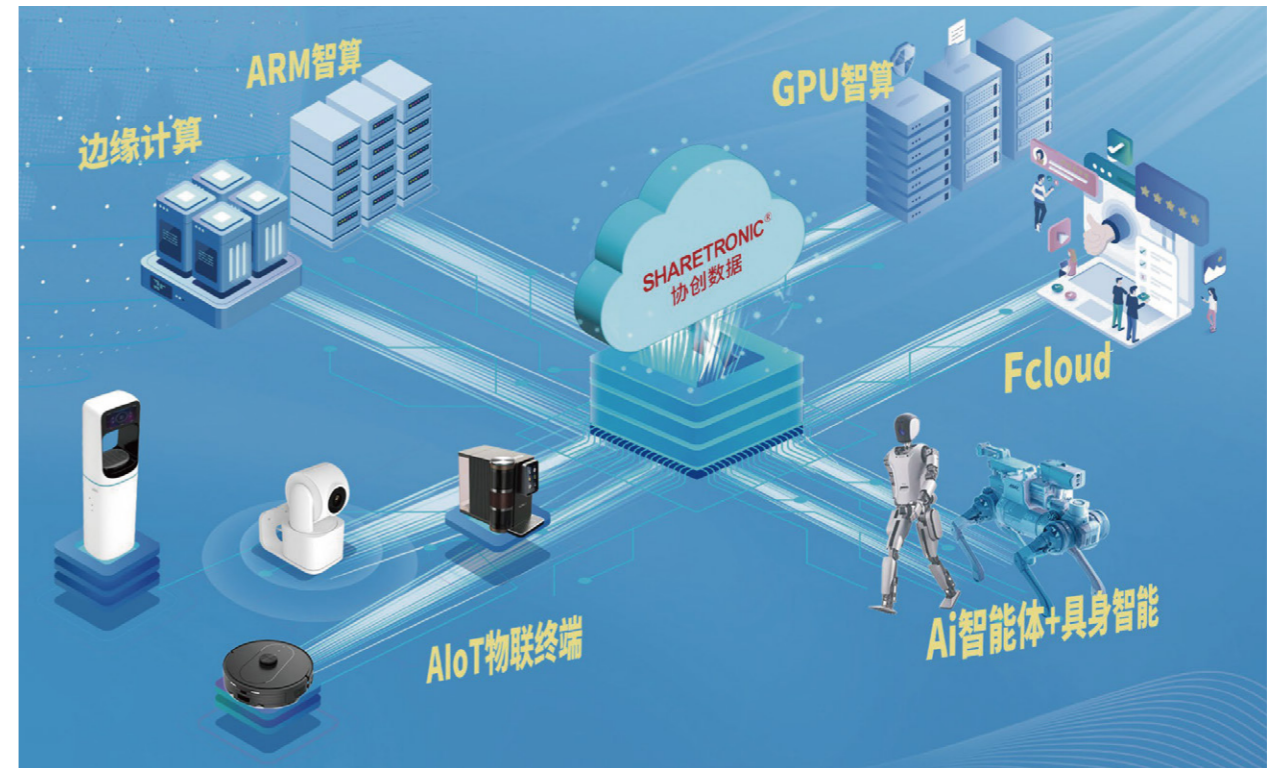 ARM智算
GPU智算
边缘计算
SHARETRONIC®
协创数据
Fcloud
AIoT物联终端
Ai智能体+具身智能